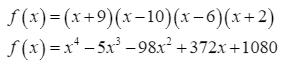 f(x)=(x+9)(x−10)(x−6)(x+2)
f(x)=x⁴−5x³−98x²+372x+1080